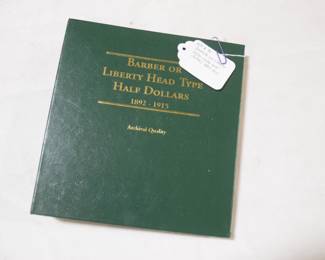 BARBER OR
LIBERTY HEAD TYPE
HALF DOLLARS
1892 - 1915
Archival Quality